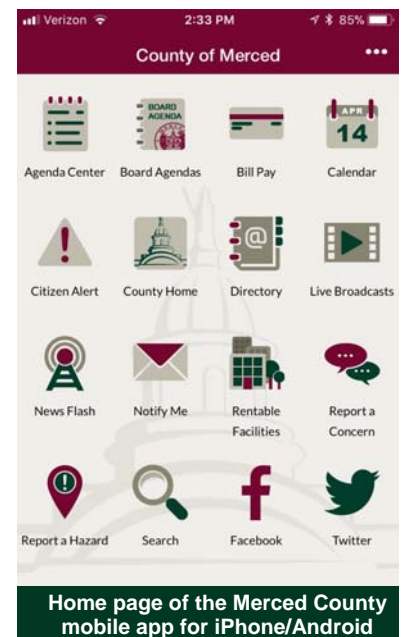 Verizon 2:33 PM 85%
County of Merced
BOARD
AGENDA
APR
14
Agenda Center Board Agendas Bill Pay Calendar
@
Citizen Alert County Home Directory Live Broadcasts
News Flash Notify Me Rentable Facilities Report a Concern
Report a Hazard Search Facebook Twitter
Home page of the Merced County
mobile app for iPhone/Android